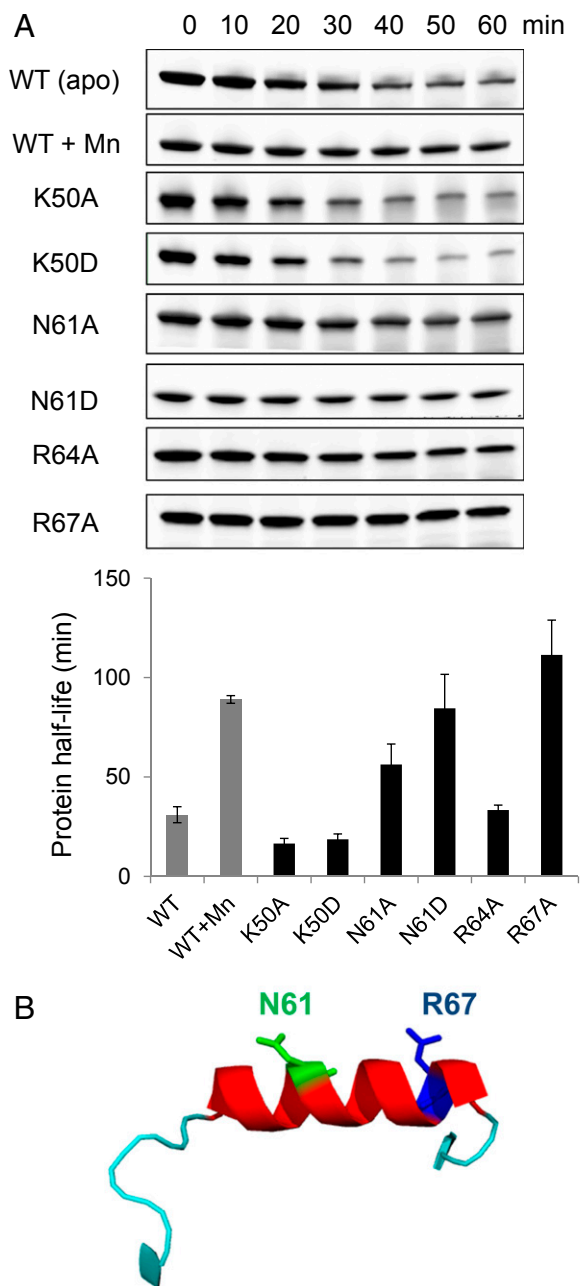 A
0 10 20 30 40 50 60 min
WT (apo)
WT + Mn
K50A
K50D
N61A
N61D
R64A
R67A
Protein half-life (min)
150
100
50
0
WT
WT+Mn
K50A
K50D
N61A
N61D
R64A
R67A
B
N61 R67